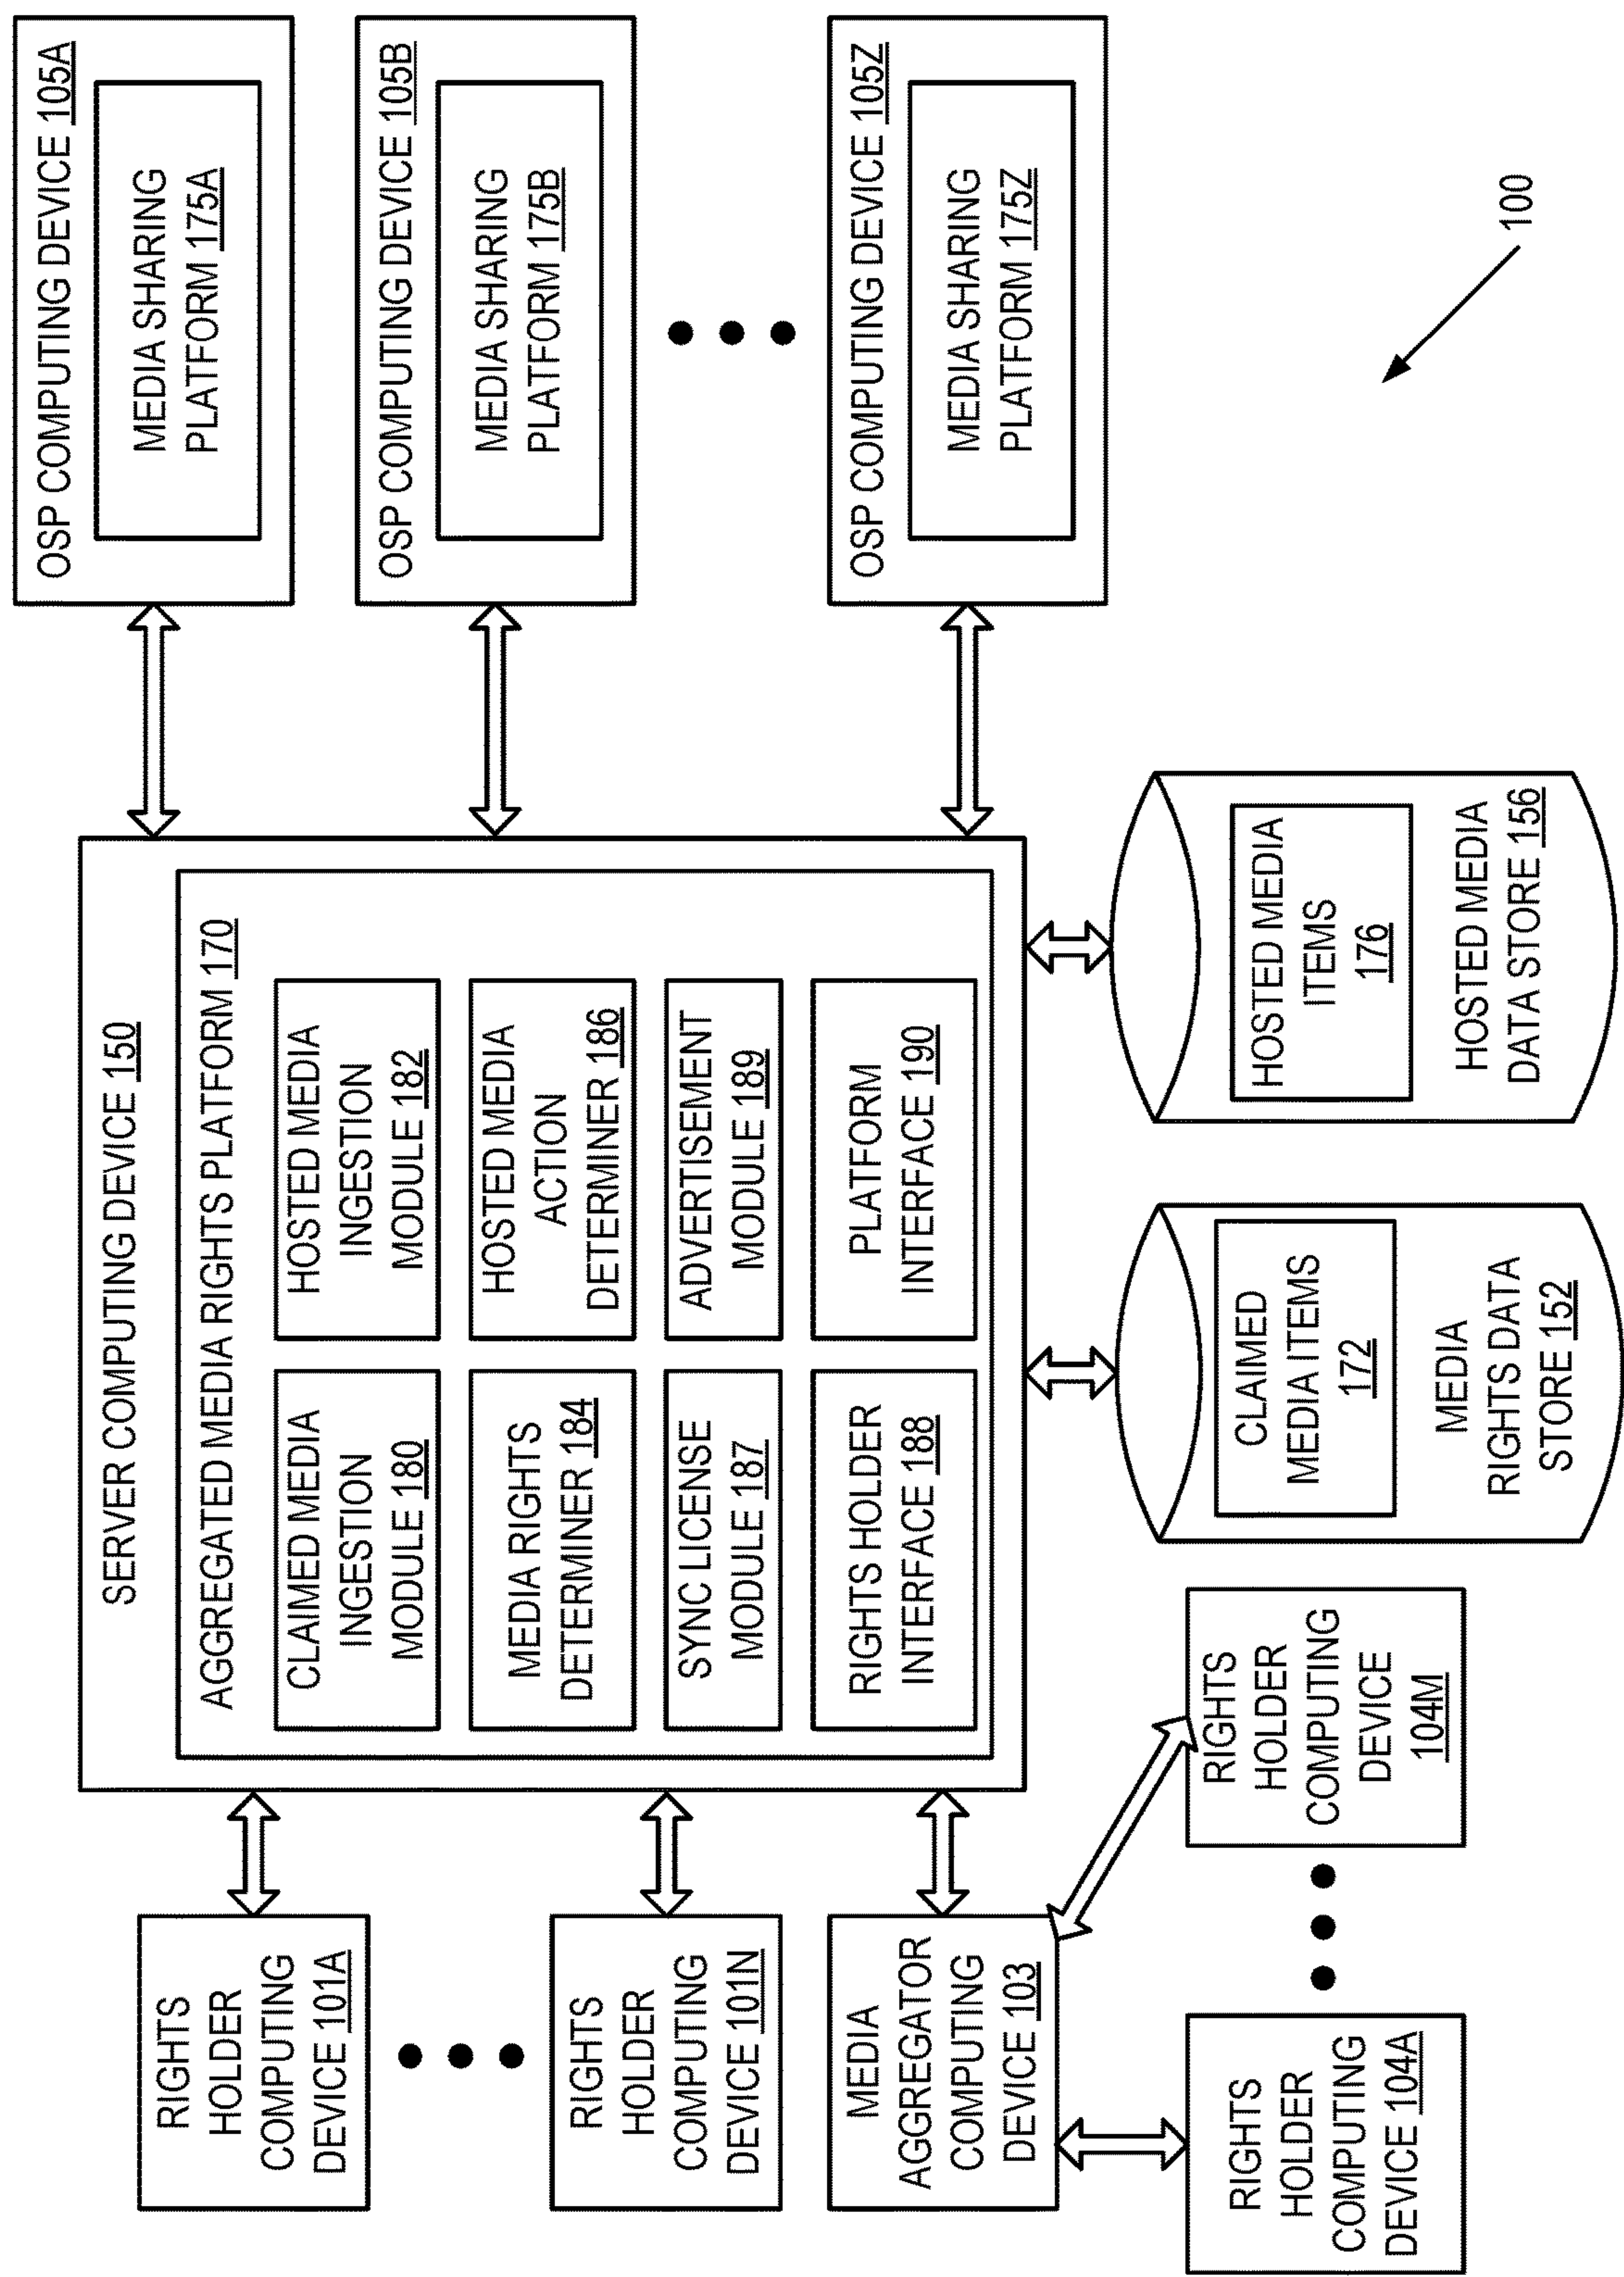 RIGHTS
HOLDER
COMPUTING
DEVICE 101A
RIGHTS
HOLDER
COMPUTING
DEVICE 101N
MEDIA
AGGREGATOR
COMPUTING
DEVICE 103
RIGHTS
HOLDER
COMPUTING
DEVICE 104A
RIGHTS
HOLDER
COMPUTING
DEVICE
104M
SERVER COMPUTING DEVICE 150
AGGREGATED MEDIA RIGHTS PLATFORM 170
CLAIMED MEDIA
INGESTION
MODULE 180
HOSTED MEDIA
INGESTION
MODULE 182
MEDIA RIGHTS
DETERMINER 184
HOSTED MEDIA
ACTION
DETERMINER 186
SYNC LICENSE
MODULE 187
ADVERTISEMENT
MODULE 189
RIGHTS HOLDER
INTERFACE 188
PLATFORM
INTERFACE 190
CLAIMED
MEDIA ITEMS
172
MEDIA
RIGHTS DATA
STORE 152
HOSTED MEDIA
ITEMS
176
HOSTED MEDIA
DATA STORE 156
OSP COMPUTING DEVICE 105A
MEDIA SHARING
PLATFORM 175A
OSP COMPUTING DEVICE 105B
MEDIA SHARING
PLATFORM 175B
OSP COMPUTING DEVICE 105Z
MEDIA SHARING
PLATFORM 175Z
100